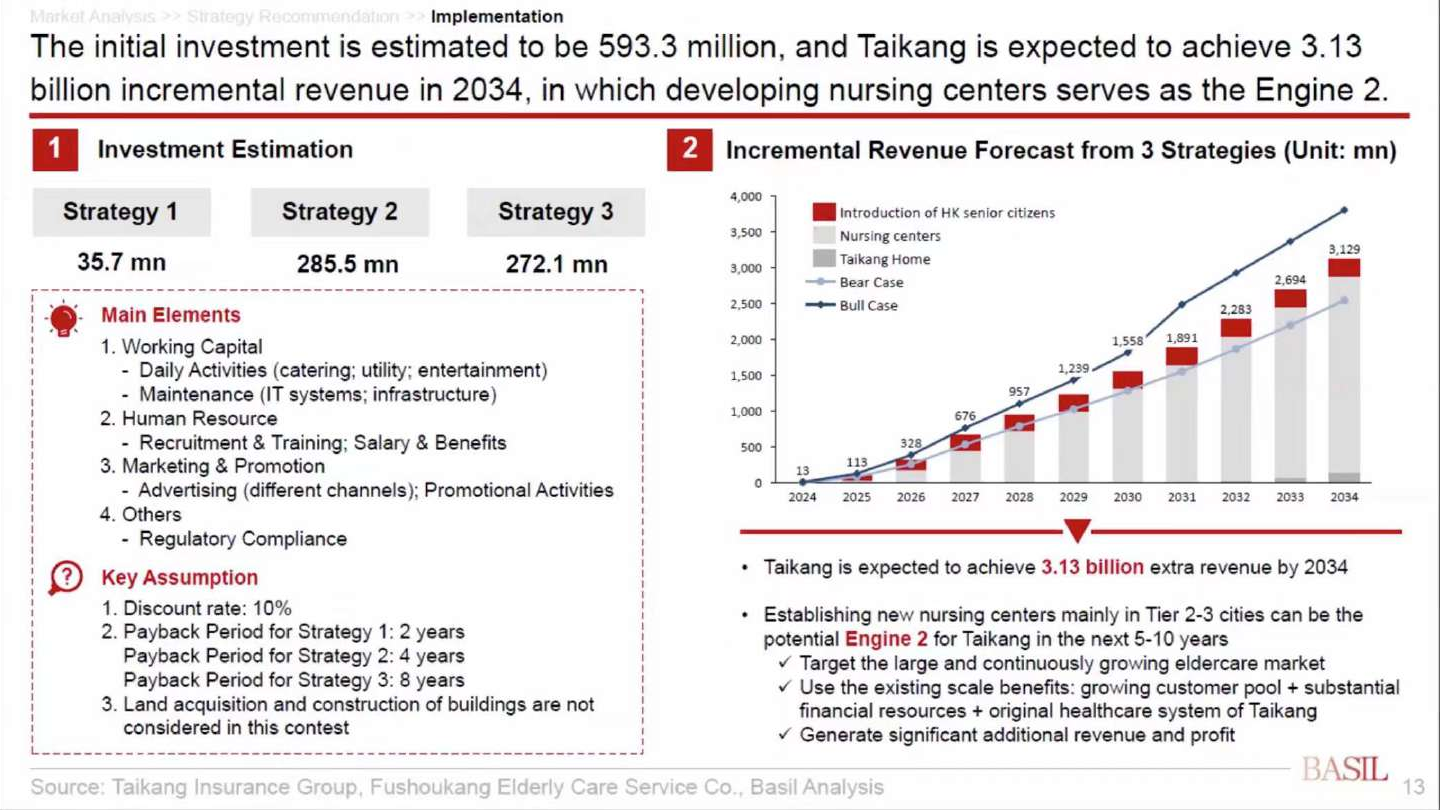 Market Analysis >> Strategy Recommendation >> Implementation
The initial investment is estimated to be 593.3 million, and Taikang is expected to achieve 3.13
billion incremental revenue in 2034, in which developing nursing centers serves as the Engine 2.
1 Investment Estimation
Strategy 1 Strategy 2 Strategy 3
35.7 mn 285.5 mn 272.1 mn
Main Elements
1. Working Capital
- Daily Activities (catering; utility; entertainment)
- Maintenance (IT systems; infrastructure)
2. Human Resource
- Recruitment & Training; Salary & Benefits
3. Marketing & Promotion
- Advertising (different channels); Promotional Activities
4. Others
- Regulatory Compliance
? Key Assumption
1. Discount rate: 10%
2. Payback Period for Strategy 1: 2 years
Payback Period for Strategy 2: 4 years
Payback Period for Strategy 3: 8 years
3. Land acquisition and construction of buildings are not
considered in this contest
2 Incremental Revenue Forecast from 3 Strategies (Unit: mn)
4,000
3,500
3,000
2,500
2,000
1,500
1,000
500
0
Introduction of HK senior citizens
Nursing centers
Taikang Home
Bear Case
Bull Case
13 113 328 676 957 1,239 1,558 1,891 2,283 2,694 3,129
2024 2025 2026 2027 2028 2029 2030 2031 2032 2033 2034
• Taikang is expected to achieve 3.13 billion extra revenue by 2034
• Establishing new nursing centers mainly in Tier 2-3 cities can be the
potential Engine 2 for Taikang in the next 5-10 years
✓ Target the large and continuously growing eldercare market
✓ Use the existing scale benefits: growing customer pool + substantial
financial resources + original healthcare system of Taikang
✓ Generate significant additional revenue and profit
Source: Taikang Insurance Group, Fushoukang Elderly Care Service Co., Basil Analysis
BASIL
13